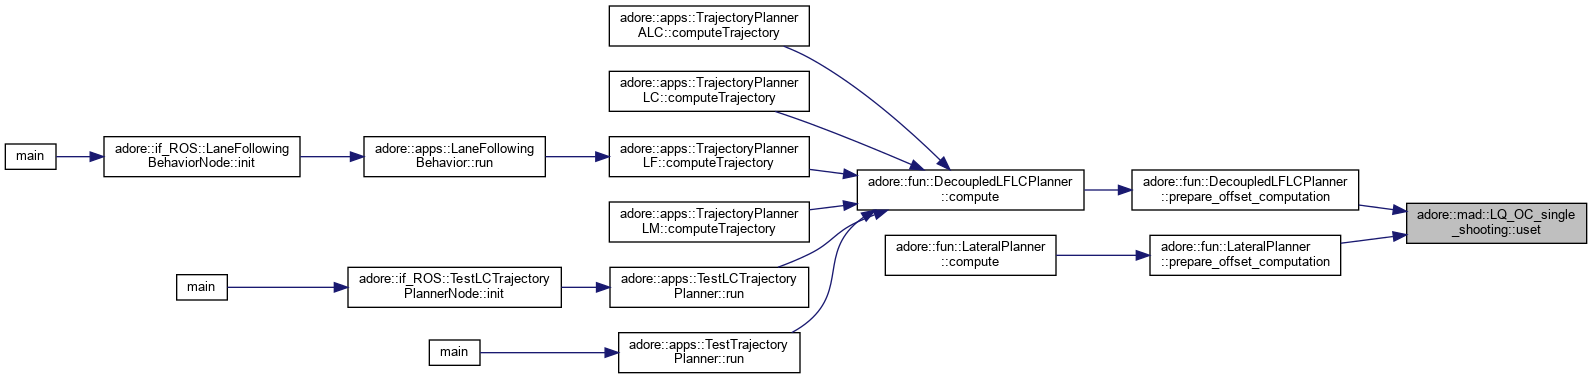 adore::apps::TrajectoryPlanner
ALC::computeTrajectory
adore::apps::TrajectoryPlanner
LC::computeTrajectory
main
adore::if_ROS::LaneFollowing
BehaviorNode::init
adore::apps::LaneFollowing
Behavior::run
adore::apps::TrajectoryPlanner
LF::computeTrajectory
adore::fun::DecoupledLFLCPlanner
::compute
adore::fun::DecoupledLFLCPlanner
::prepare_offset_computation
adore::mad::LQ_OC_single
_shooting::uset
adore::apps::TrajectoryPlanner
LM::computeTrajectory
adore::fun::LateralPlanner
::compute
adore::fun::LateralPlanner
::prepare_offset_computation
main
adore::if_ROS::TestLCTrajectory
PlannerNode::init
adore::apps::TestLCTrajectory
Planner::run
main
adore::apps::TestTrajectory
Planner::run